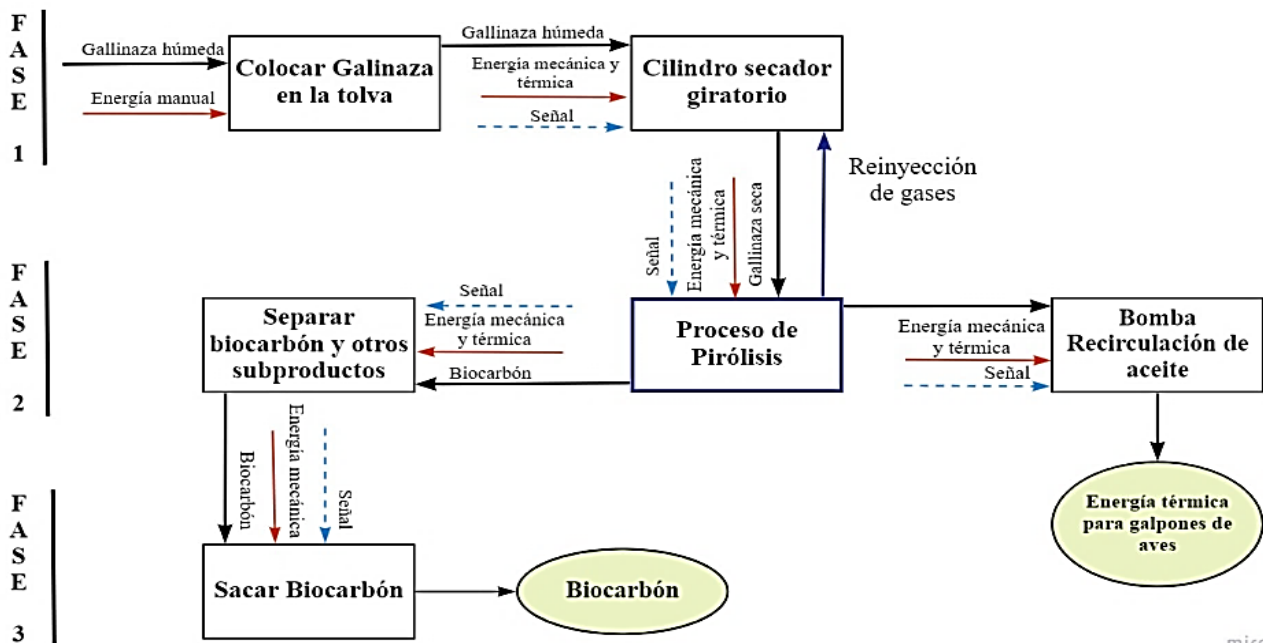 F
A
S
E
1
Gallinaza húmeda
Energía manual
Colocar Galinaza
en la tolva
Gallinaza húmeda
Energía mecánica y
térmica
Señal
Cilindro secador
giratorio
Señal
Energía mecánica
y térmica
Gallinaza seca
Reinyección
de gases
F
A
S
E
2
Separar
biocarbón y otros
subproductos
Señal
Energía mecánica
y térmica
Biocarbón
Proceso de
Pirólisis
Energía mecánica
y térmica
Señal
Bomba
Recirculación de
aceite
Biocarbón
Energía mecánica
Señal
Energía térmica
para galpones de
aves
F
A
S
E
3
Sacar Biocarbón
Biocarbón